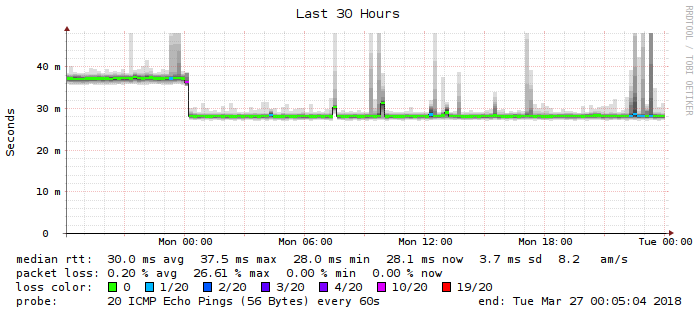 Last 30 Hours
RRDTOOL / TOBI OETIKER
Seconds
40 m
30 m
20 m
10 m
0
Mon 00:00 Mon 06:00 Mon 12:00 Mon 18:00 Tue 00:00
median rtt: 30.0 ms avg 37.5 ms max 28.0 ms min 28.1 ms now 3.7 ms sd 8.2 am/s
packet loss: 0.20 % avg 26.61 % max 0.00 % min 0.00 % now
loss color: 0 1/20 2/20 3/20 4/20 10/20 19/20
probe: 20 ICMP Echo Pings (56 Bytes) every 60s end: Tue Mar 27 00:05:04 2018